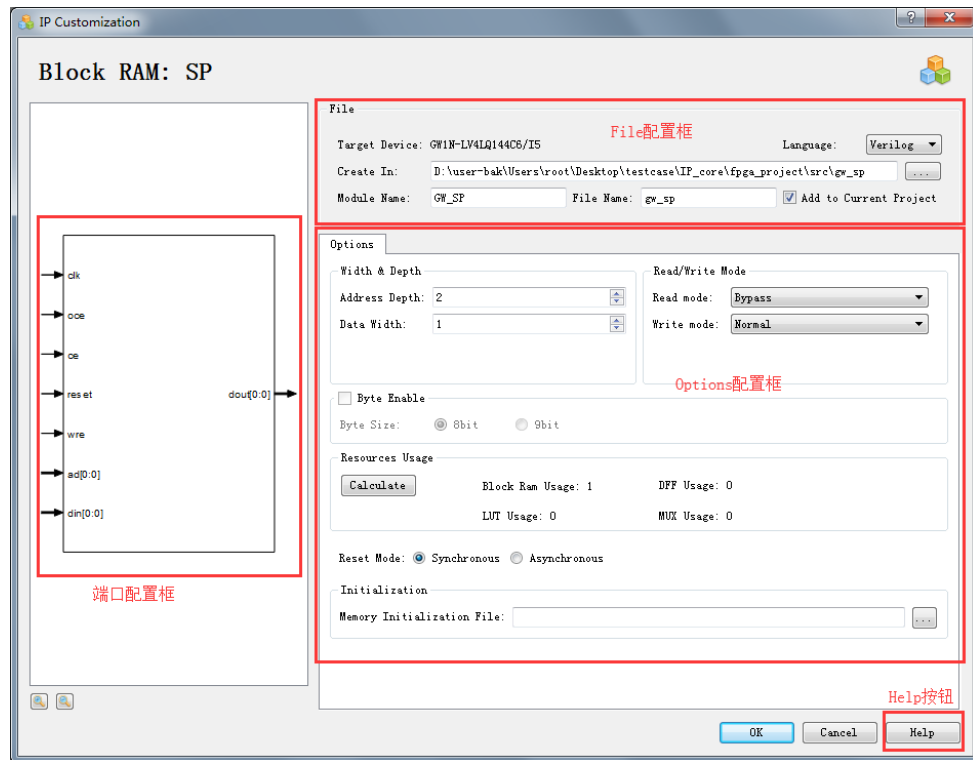 IP Customization
Block RAM: SP
File
File配置框
Target Device: GW1N-LV4LQ144C6/I5
Language: Verilog
Create In: D:\user-bak\Users\root\Desktop\testcase\IP_core\fpga_project\src\gw_sp
...
Module Name: GW_SP
File Name: gw_sp
Add to Current Project
clk
oce
ce
reset
wre
ad[0:0]
din[0:0]
dout[0:0]
端口配置框
Options
Width & Depth
Address Depth: 2
Data Width: 1
Read/Write Mode
Read mode: Bypass
Write mode: Normal
Options配置框
Byte Enable
Byte Size: 8bit 9bit
Resources Usage
Calculate
Block Ram Usage: 1
DFF Usage: 0
LUT Usage: 0
MUX Usage: 0
Reset Mode: Synchronous Asynchronous
Initialization
Memory Initialization File:
...
Help按钮
OK
Cancel
Help